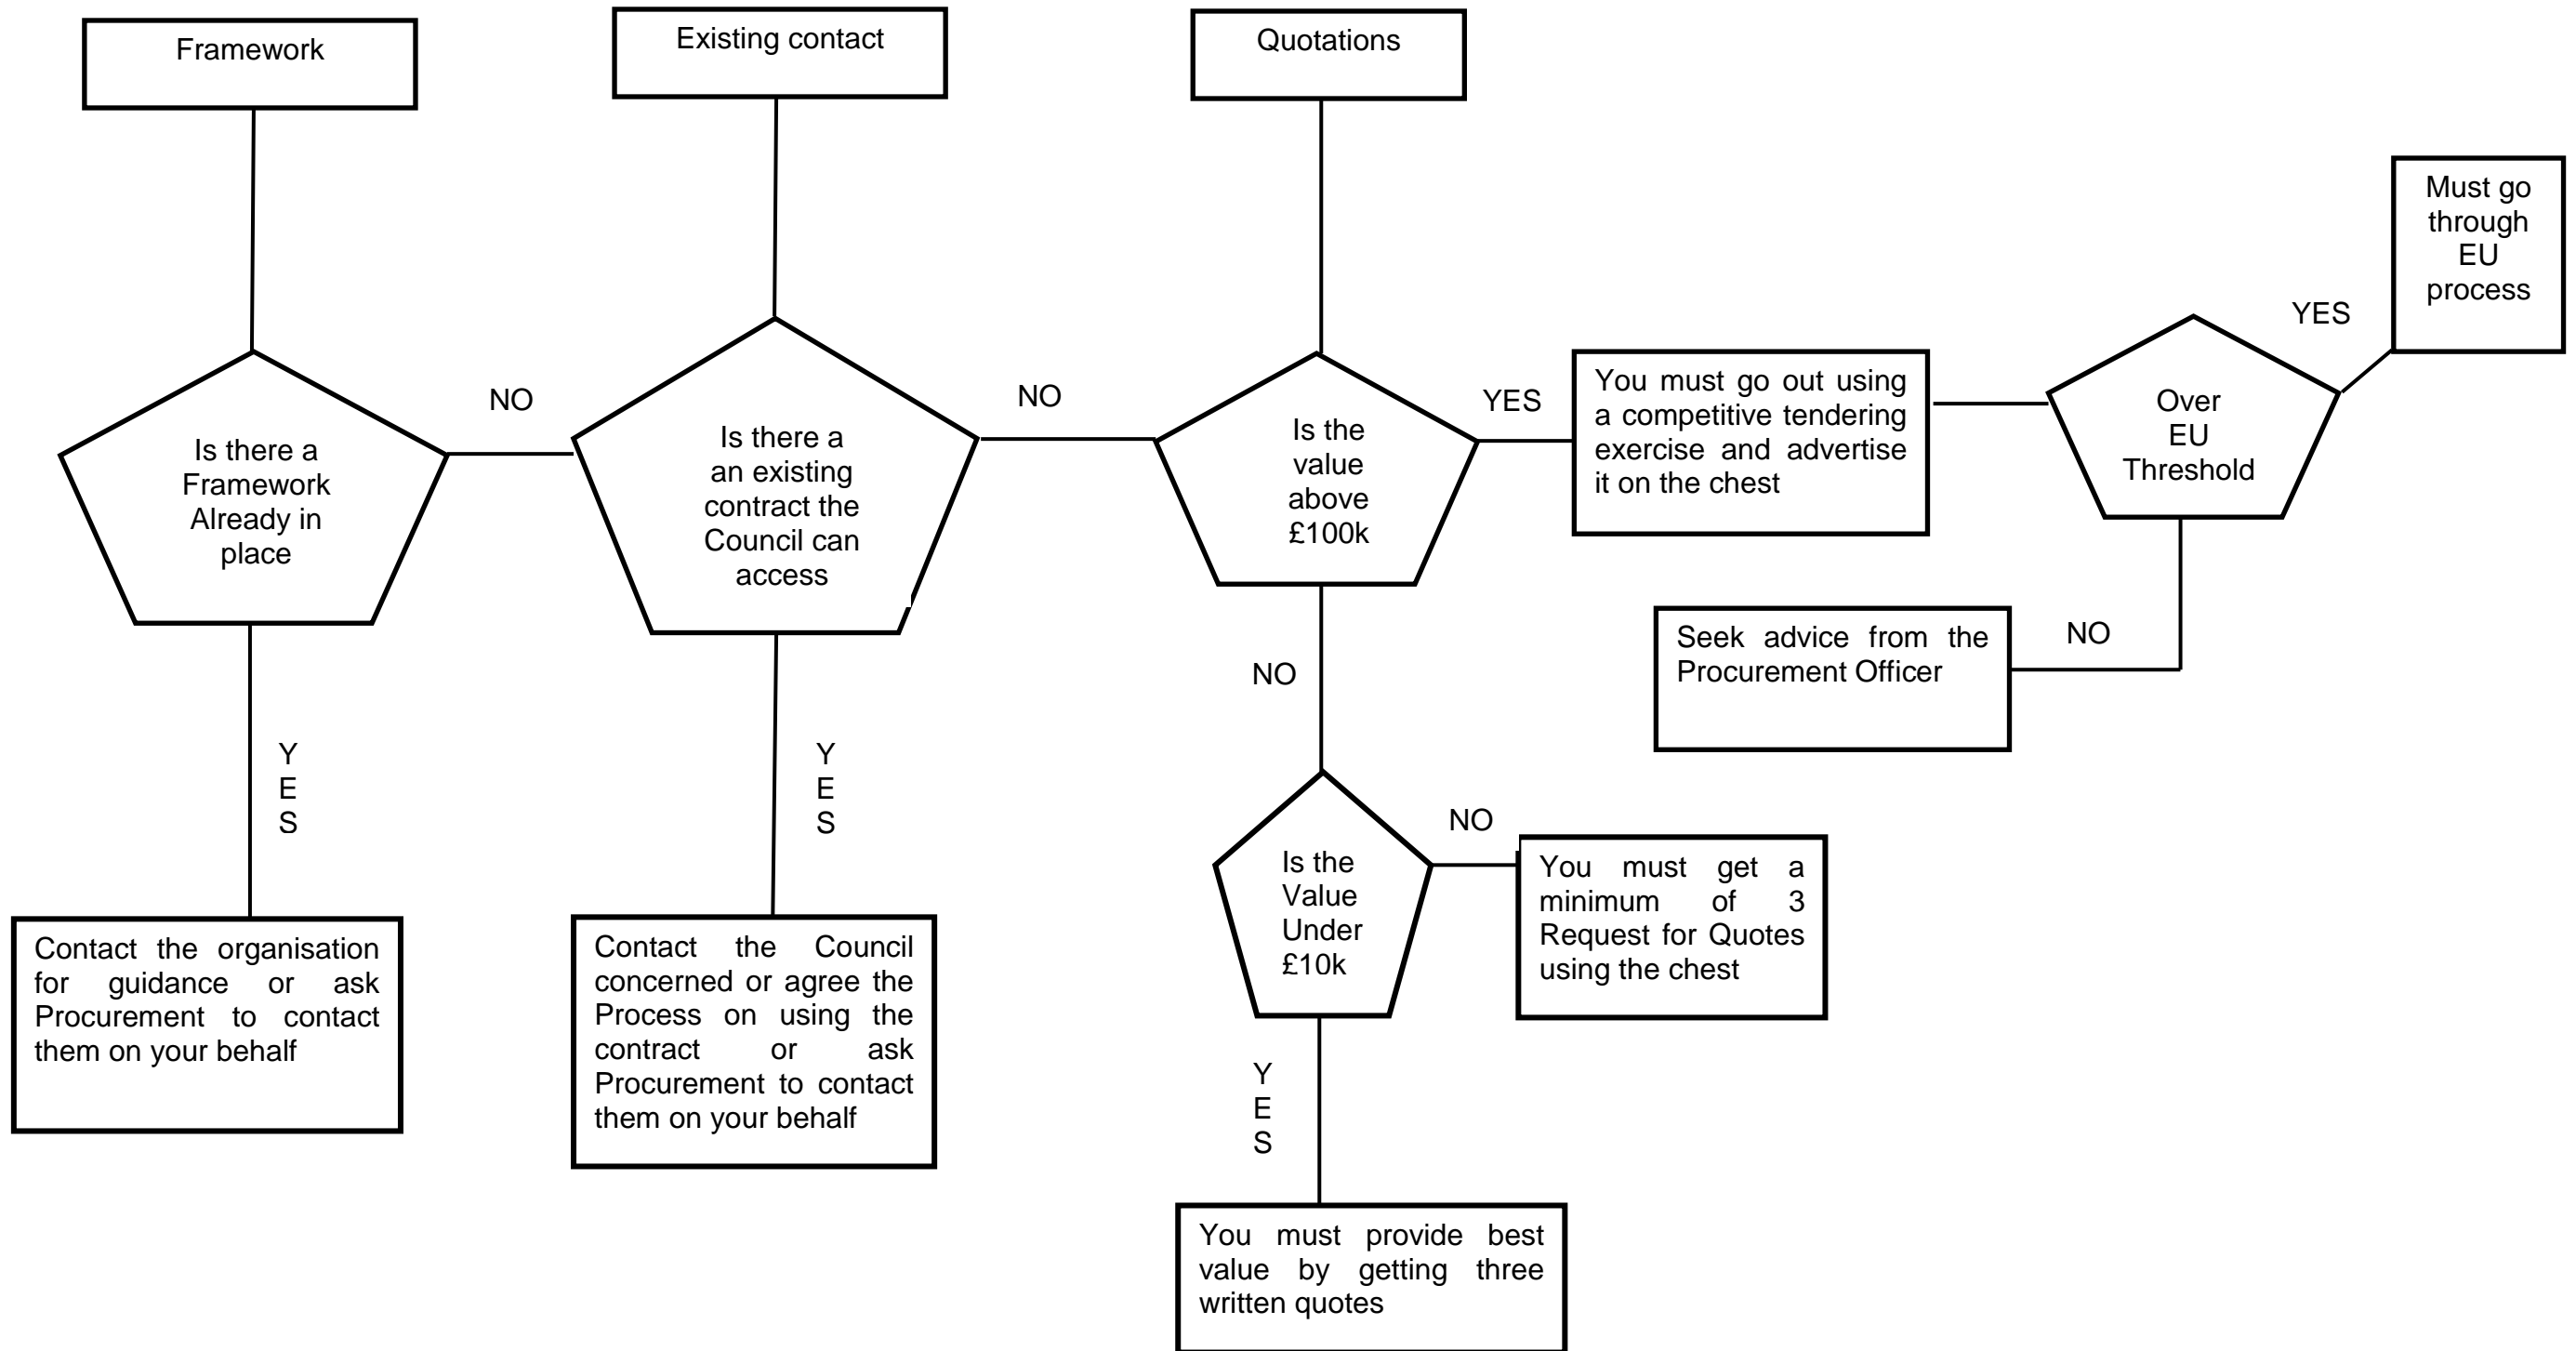 Framework
Existing contact
Quotations
Must go
through
EU
process
YES
NO
NO
YES
You must go out using
a competitive tendering
exercise and advertise
it on the chest
Over
EU
Threshold
Is there a
Framework
Already in
place
Is there a
an existing
contract the
Council can
access
Is the
value
above
£100k
Seek advice from the
Procurement Officer
NO
NO
Y
E
S
Y
E
S
NO
Is the
Value
Under
£10k
You must get a
minimum of 3
Request for Quotes
using the chest
Contact the organisation
for guidance or ask
Procurement to contact
them on your behalf
Contact the Council
concerned or agree the
Process on using the
contract or ask
Procurement to contact
them on your behalf
Y
E
S
You must provide best
value by getting three
written quotes